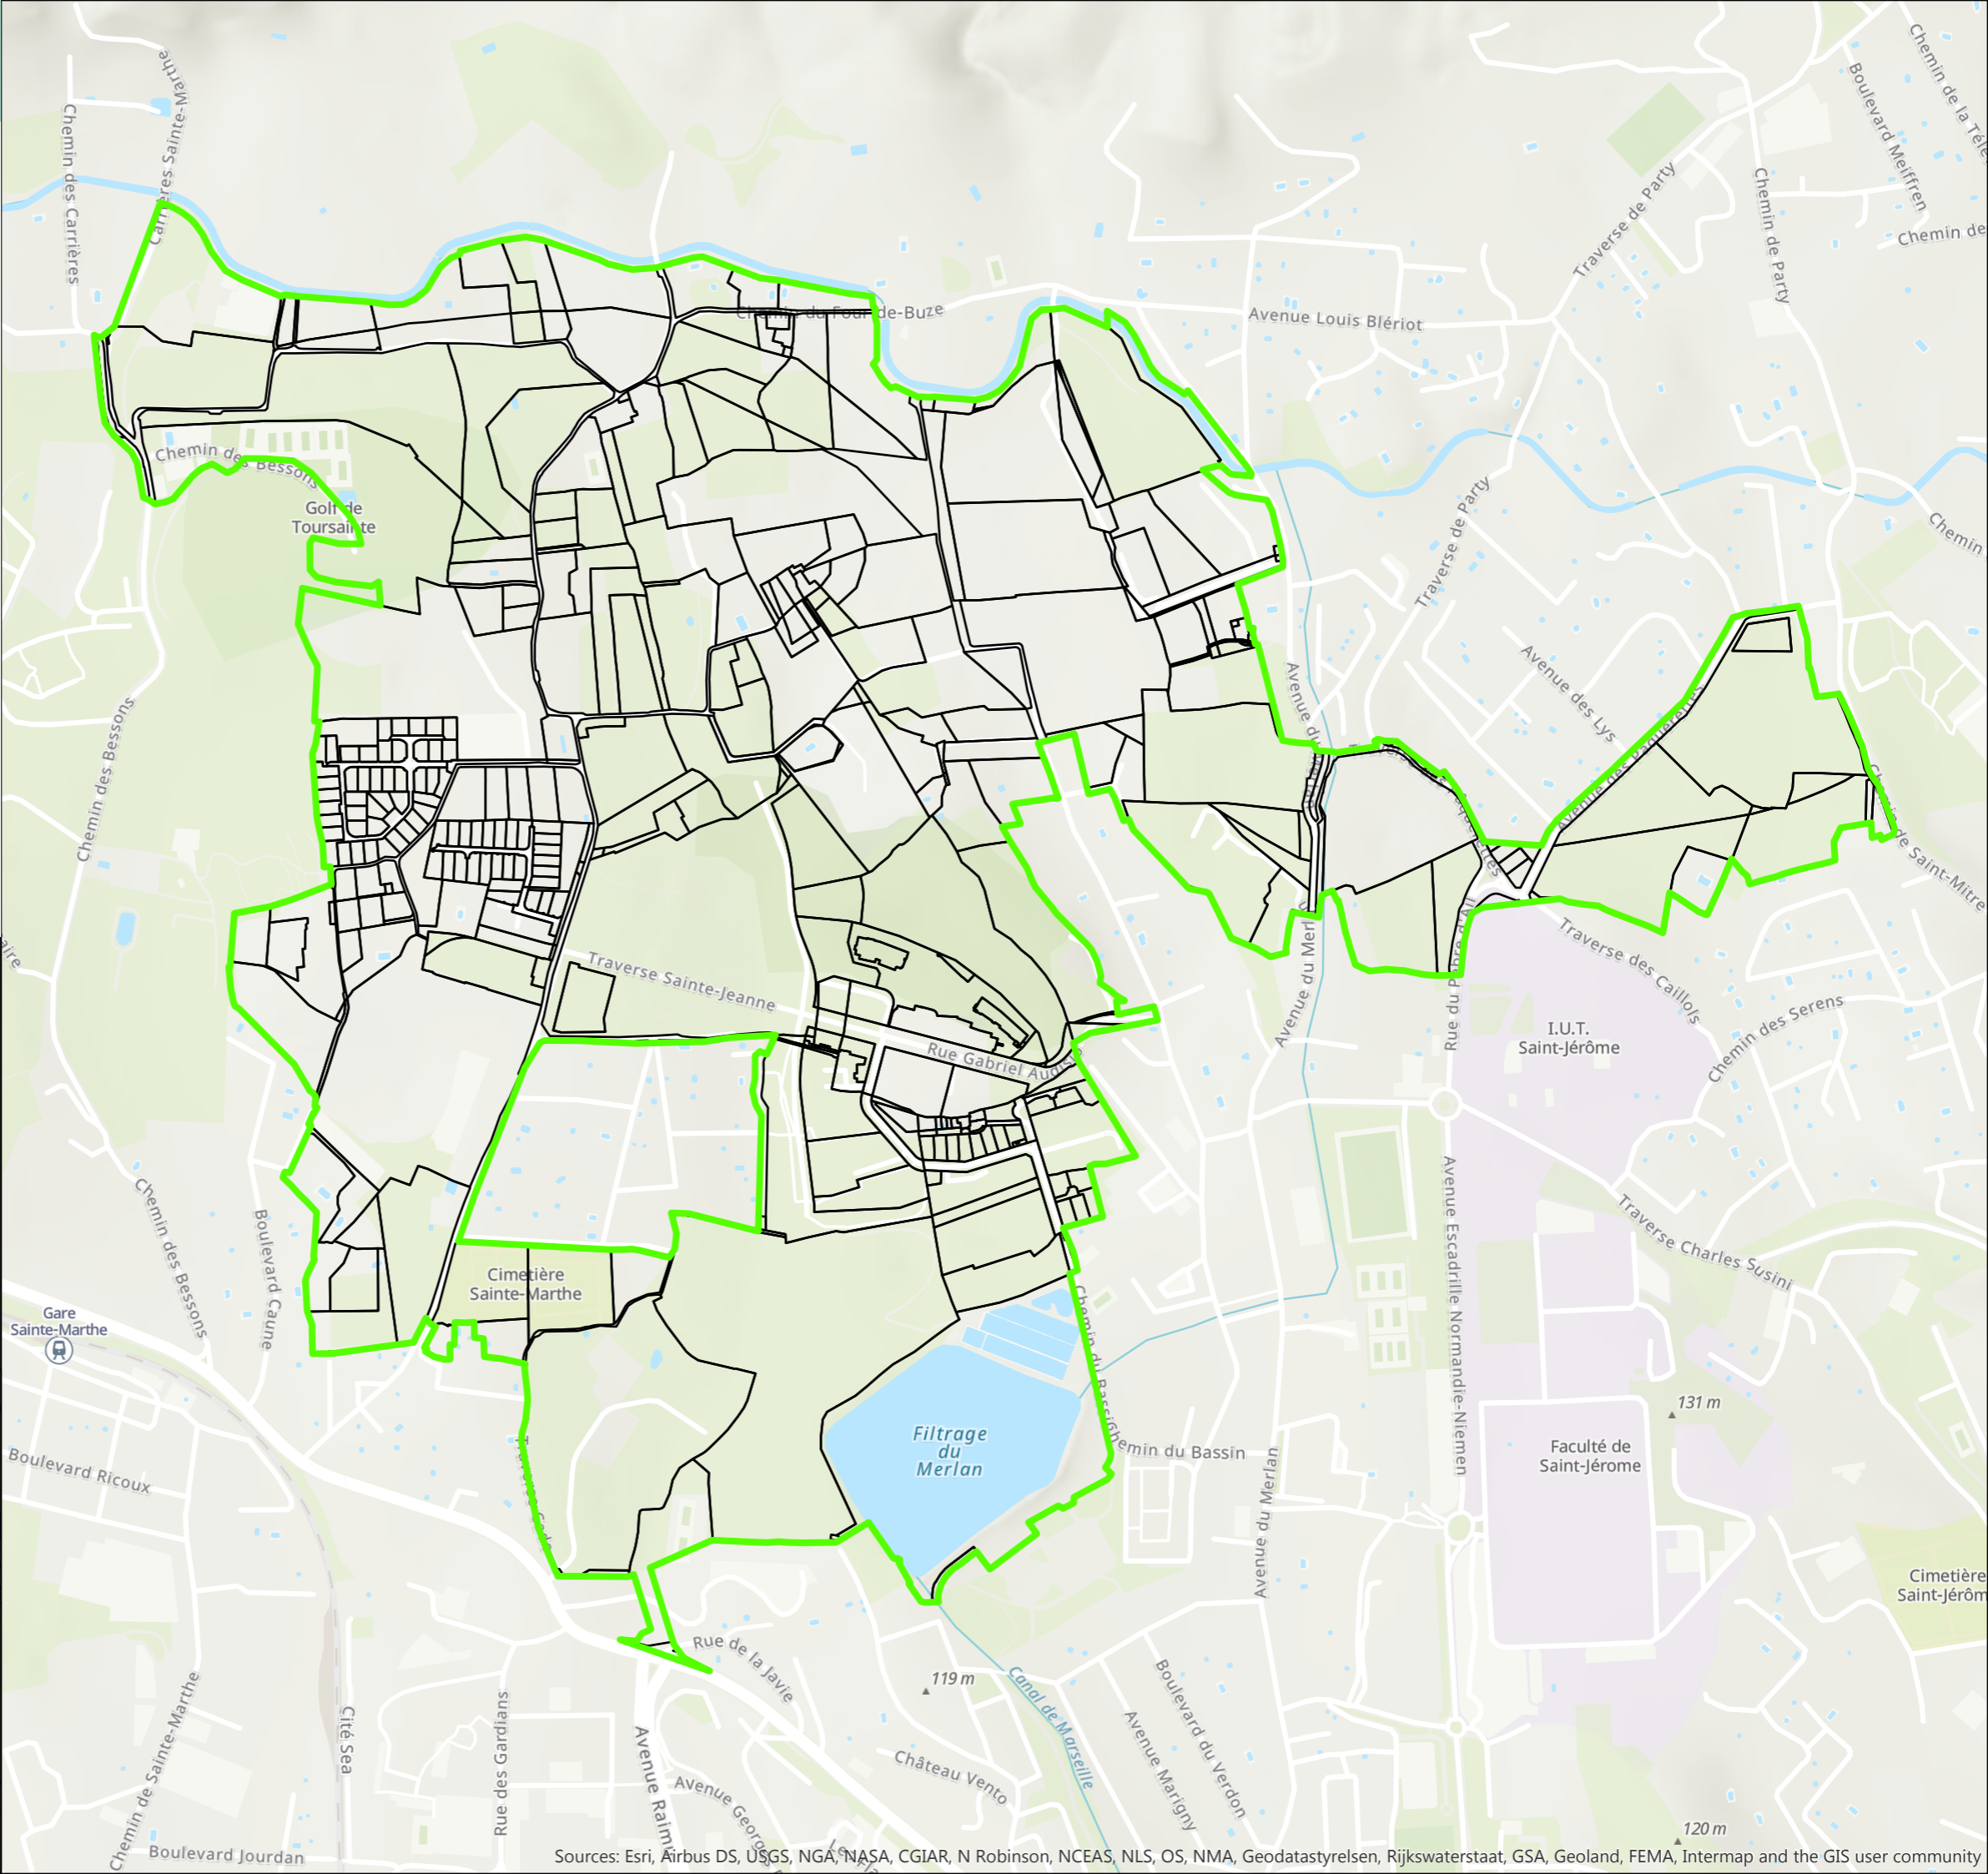 Carrières Sainte-Marthe
Chemin des Carrières
Chemin de la Télé
Boulevard Meiffren
Chemin de
Traverse de Party
Chemin de Party
Chemin du Four-de-Buze
Avenue Louis Blériot
Chemin des Bessons
Golf de
Toursainte
Traverse de Party
Chemin
Avenue des Lys
Avenue du
Avenue des Pâquerettes
Chemin des Bessons
Chemin de Saint-Mitre
Traverse Sainte-Jeanne
Avenue du Merlan
Rue du
Traverse des Caillols
Chemin des Serens
I.U.T.
Saint-Jérôme
Rue Gabriel Audisio
Chemin des Bessons
Boulevard Caune
Avenue Escadrille Normandie-Niemen
Traverse Charles Susini
Cimetière
Sainte-Marthe
Gare
Sainte-Marthe
Chemin du Bassin
131 m
Filtrage
du
Merlan
Chemin du Bassin
Faculté de
Saint-Jérome
Boulevard Ricoux
Avenue du Merlan
Cimetière
Saint-Jérôm
Rue de la Javie
119 m
Canal de Marseille
Chemin de Sainte-Marthe
Cité Sea
Rue des Gardians
Avenue Raim
Avenue Georges
Château Vento
Avenue Marigny
Boulevard du Verdon
120 m
Boulevard Jourdan
Sources: Esri, Airbus DS, USGS, NGA, NASA, CGIAR, N Robinson, NCEAS, NLS, OS, NMA, Geodatastyrelsen, Rijkswaterstaat, GSA, Geoland, FEMA, Intermap and the GIS user community